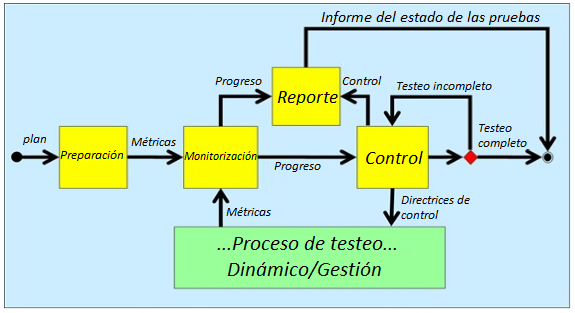 Informe del estado de las pruebas
Progreso
Reporte
Control
Testeo incompleto
plan
Preparación
Métricas
Monitorización
Progreso
Control
Testeo
completo
Métricas
Directrices de
control
...Proceso de testeo...
Dinámico/Gestión